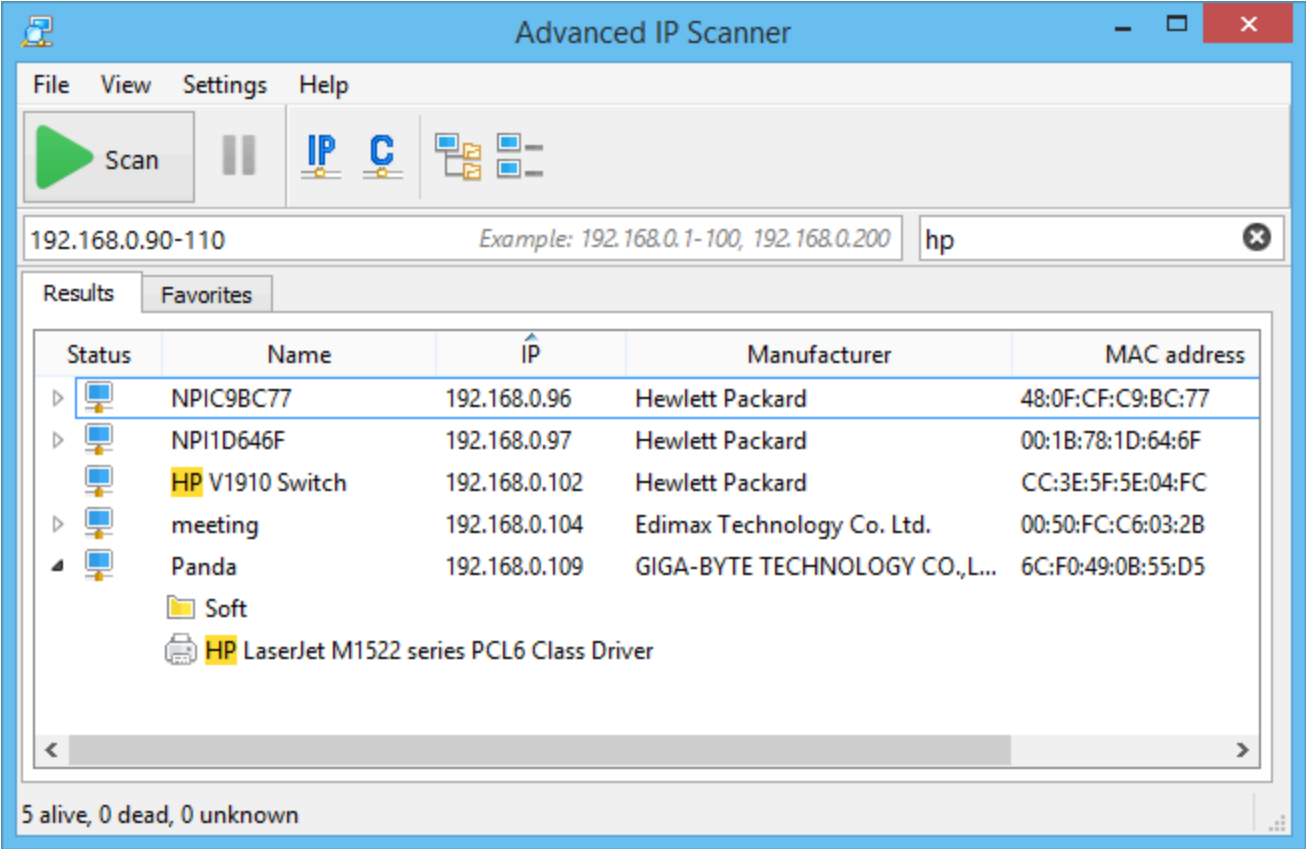 Advanced IP Scanner
File View Settings Help
Scan IP C
192.168.0.90-110 Example: 192.168.0.1-100, 192.168.0.200 hp
Results Favorites
Status Name IP Manufacturer MAC address
NPIC9BC77 192.168.0.96 Hewlett Packard 48:0F:CF:C9:BC:77
NPI1D646F 192.168.0.97 Hewlett Packard 00:1B:78:1D:64:6F
HP V1910 Switch 192.168.0.102 Hewlett Packard CC:3E:5F:5E:04:FC
meeting 192.168.0.104 Edimax Technology Co. Ltd. 00:50:FC:C6:03:2B
Panda 192.168.0.109 GIGA-BYTE TECHNOLOGY CO.,L... 6C:F0:49:0B:55:D5
Soft
HP LaserJet M1522 series PCL6 Class Driver
5 alive, 0 dead, 0 unknown